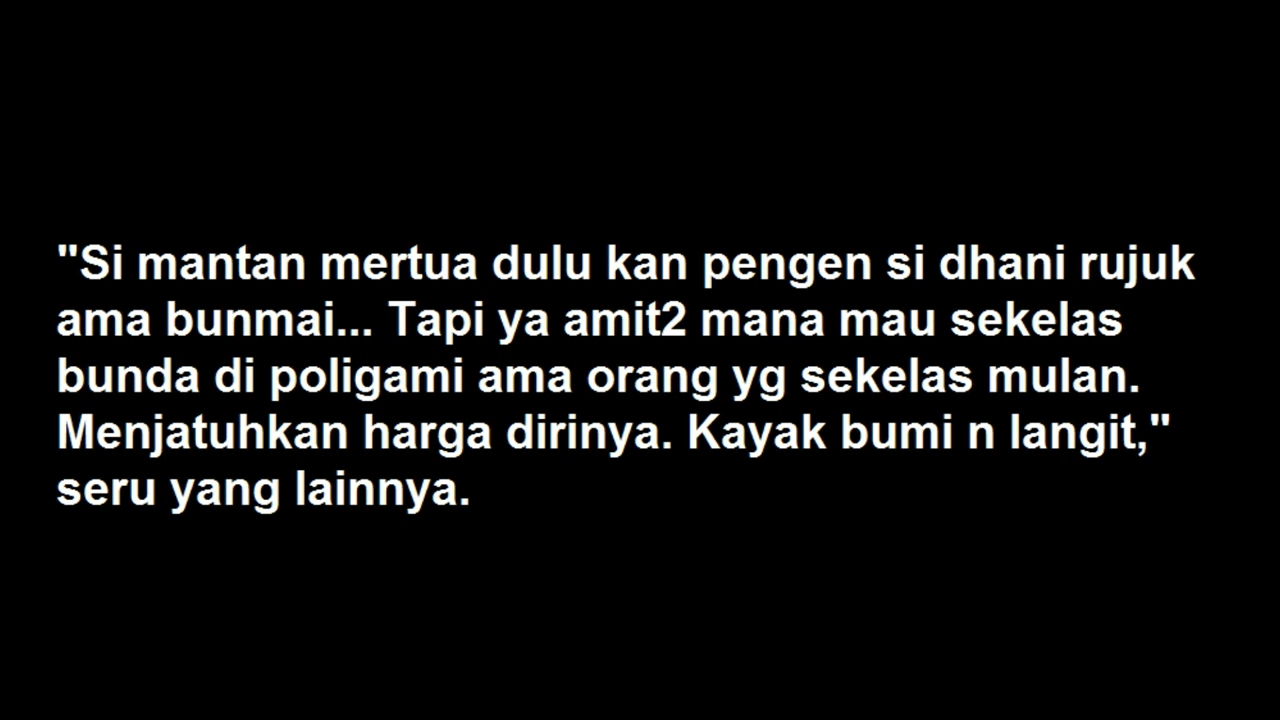 "Si mantan mertua dulu kan pengen si dhani rujuk
ama bunmai... Tapi ya amit2 mana mau sekelas
bunda di poligami ama orang yg sekelas mulan.
Menjatuhkan harga dirinya. Kayak bumi n langit,"
seru yang lainnya.